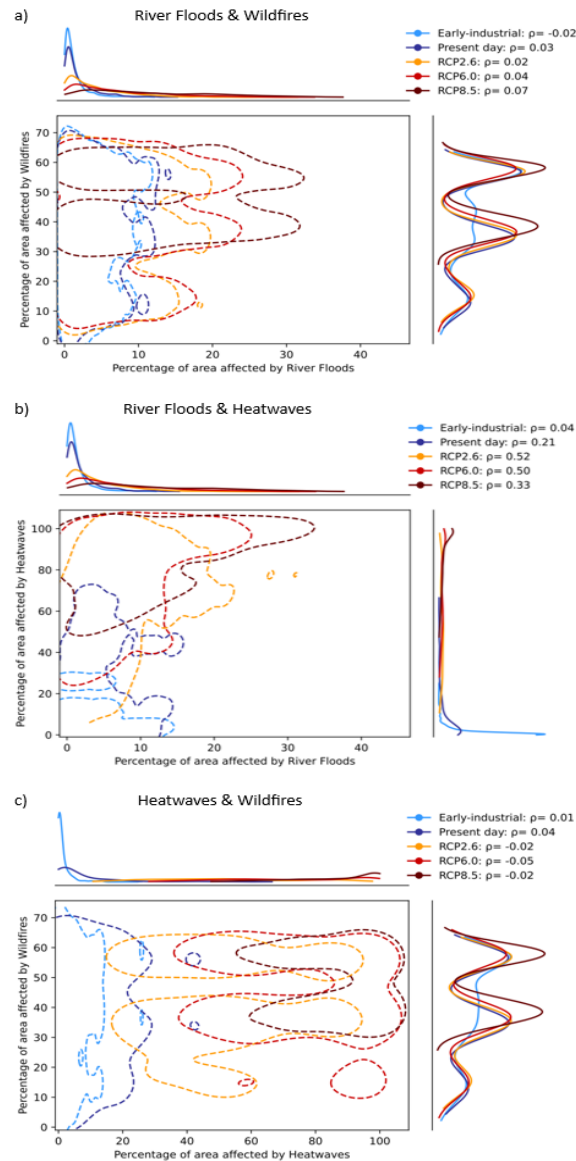 a)
River Floods & Wildfires
Early-industrial: ρ= -0.02
Present day: ρ= 0.03
RCP2.6: ρ= 0.02
RCP6.0: ρ= 0.04
RCP8.5: ρ= 0.07
Percentage of area affected by Wildfires
70
60
50
40
30
20
10
0
0 10 20 30 40
Percentage of area affected by River Floods
b)
River Floods & Heatwaves
Early-industrial: ρ= 0.04
Present day: ρ= 0.21
RCP2.6: ρ= 0.52
RCP6.0: ρ= 0.50
RCP8.5: ρ= 0.33
Percentage of area affected by Heatwaves
100
80
60
40
20
0
0 10 20 30 40
Percentage of area affected by River Floods
c)
Heatwaves & Wildfires
Early-industrial: ρ= 0.01
Present day: ρ= 0.04
RCP2.6: ρ= -0.02
RCP6.0: ρ= -0.05
RCP8.5: ρ= -0.02
Percentage of area affected by Wildfires
70
60
50
40
30
20
10
0
0 20 40 60 80 100
Percentage of area affected by Heatwaves